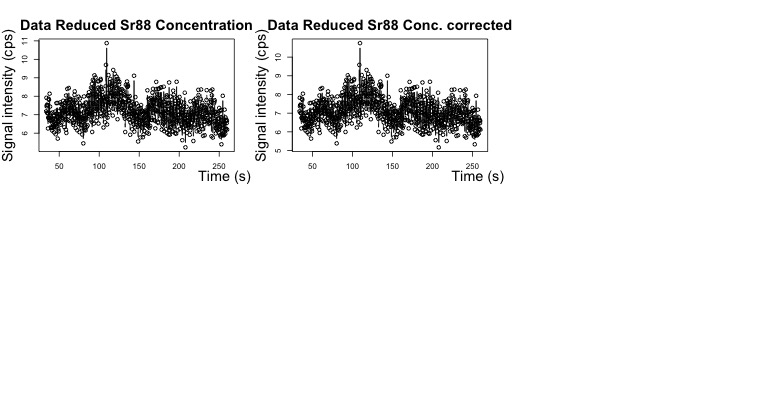 Data Reduced Sr88 Concentration
Signal intensity (cps)
11
10
9
8
7
6
50 100 150 200 250
Time (s)
Data Reduced Sr88 Conc. corrected
Signal intensity (cps)
10
9
8
7
6
5
50 100 150 200 250
Time (s)